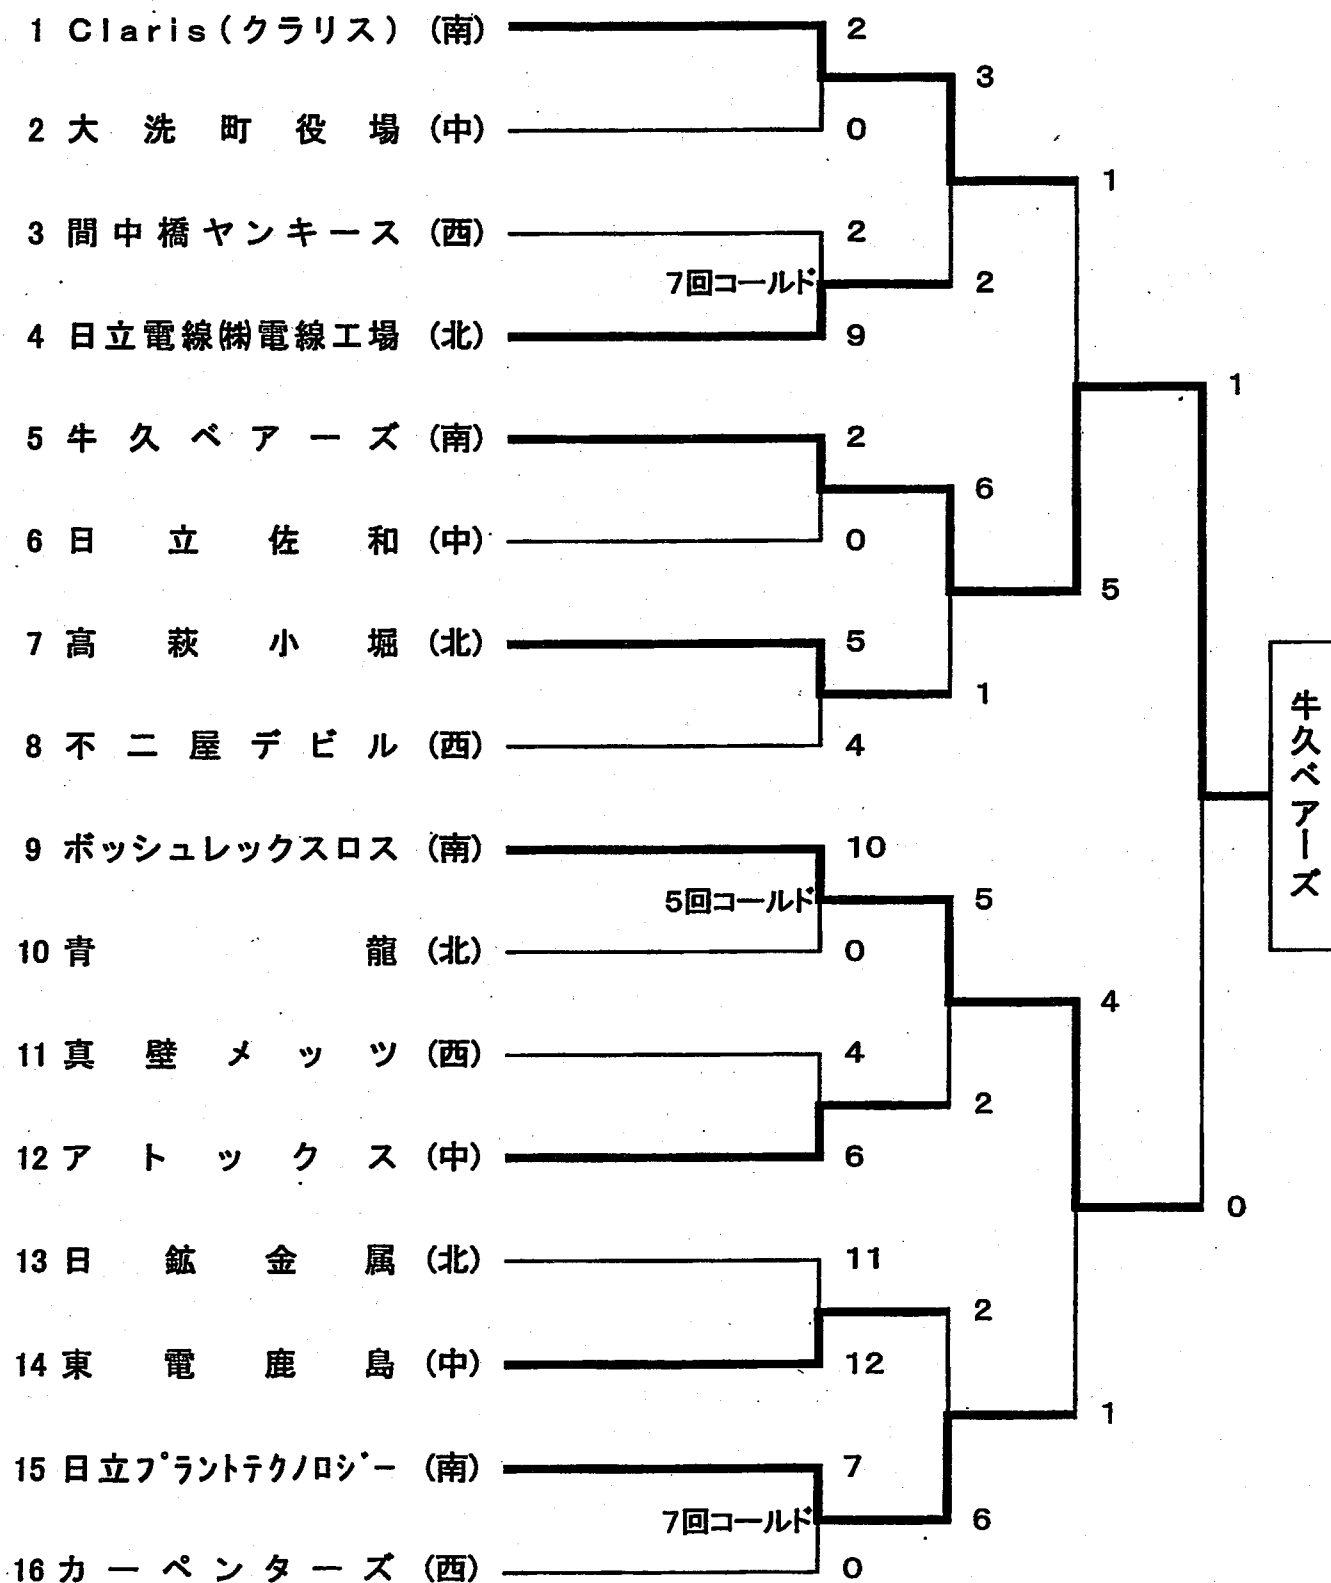 1 Claris(クラリス) (南) 2
3
2 大洗町役場 (中) 0
1
3 間中橋ヤンキース (西) 2
7回コールド 2
4 日立電線㈱電線工場 (北) 9
1
5 牛久ベアーズ (南) 2
6
6 日立佐和 (中) 0
5
7 高萩小堀 (北) 5
1
8 不二屋デビル (西) 4
牛久ベアーズ
9 ボッシュレックスロス (南) 10
5回コールド 5
10 青龍 (北) 0
4
11 真壁メッツ (西) 4
2
12 アトックス (中) 6
0
13 日鉱金属 (北) 11
2
14 東電鹿島 (中) 12
1
15 日立プラントテクノロジー (南) 7
7回コールド 6
16 カーペンターズ (西) 0